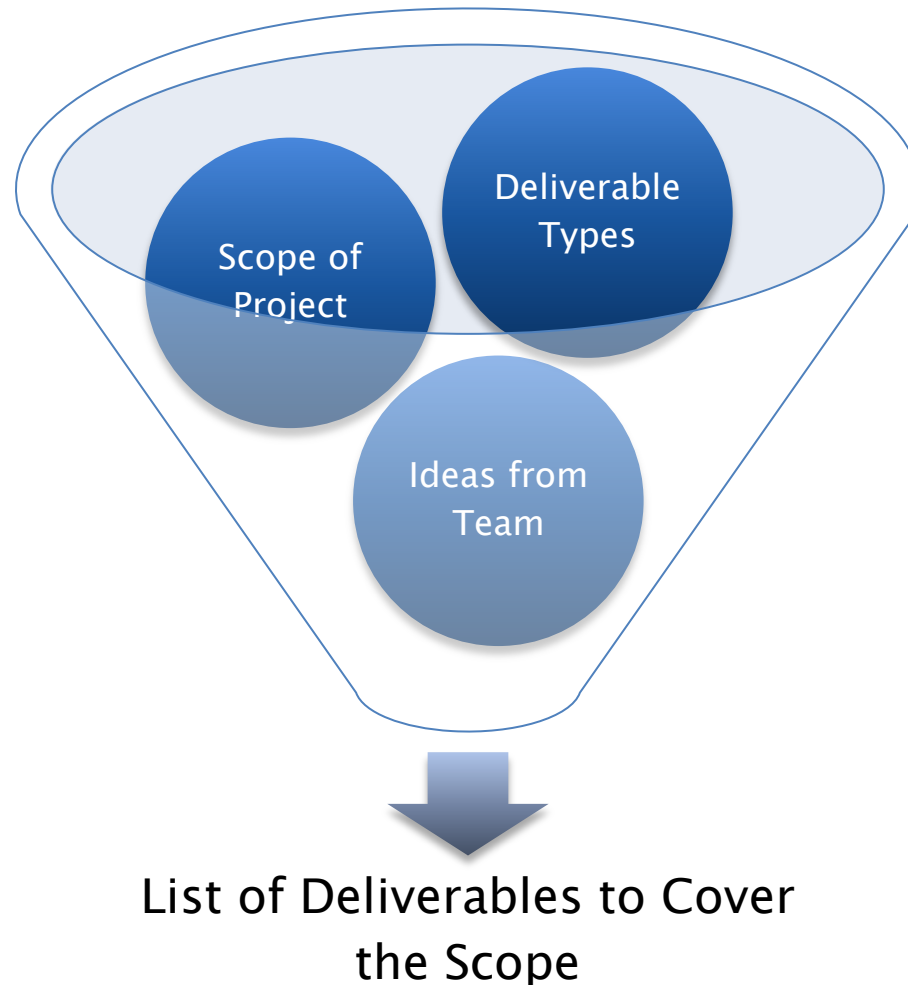 Deliverable
Types
Scope of
Project
Ideas from
Team
List of Deliverables to Cover
the Scope